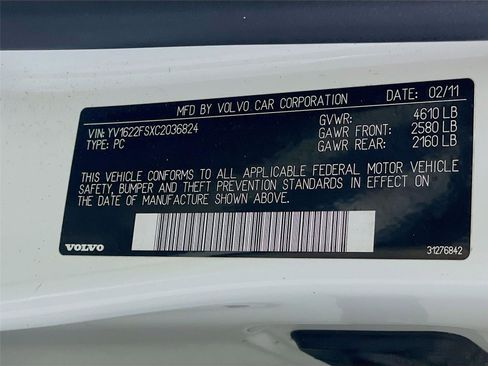 MFD BY VOLVO CAR CORPORATION 02/11
VIN: YV1622FSXC2036824 GVWR: 4610 LB
TYPE: PC GAWR FRONT: 2580 LB
GAWR REAR: 2160 LB
THIS VEHICLE CONFORMS TO ALL APPLICABLE FEDERAL MOTOR VEHICLE
SAFETY, BUMPER AND THEFT PREVENTION STANDARDS IN EFFECT ON
THE DATE OF MANUFACTURE SHOWN ABOVE.
VOLVO 31276842